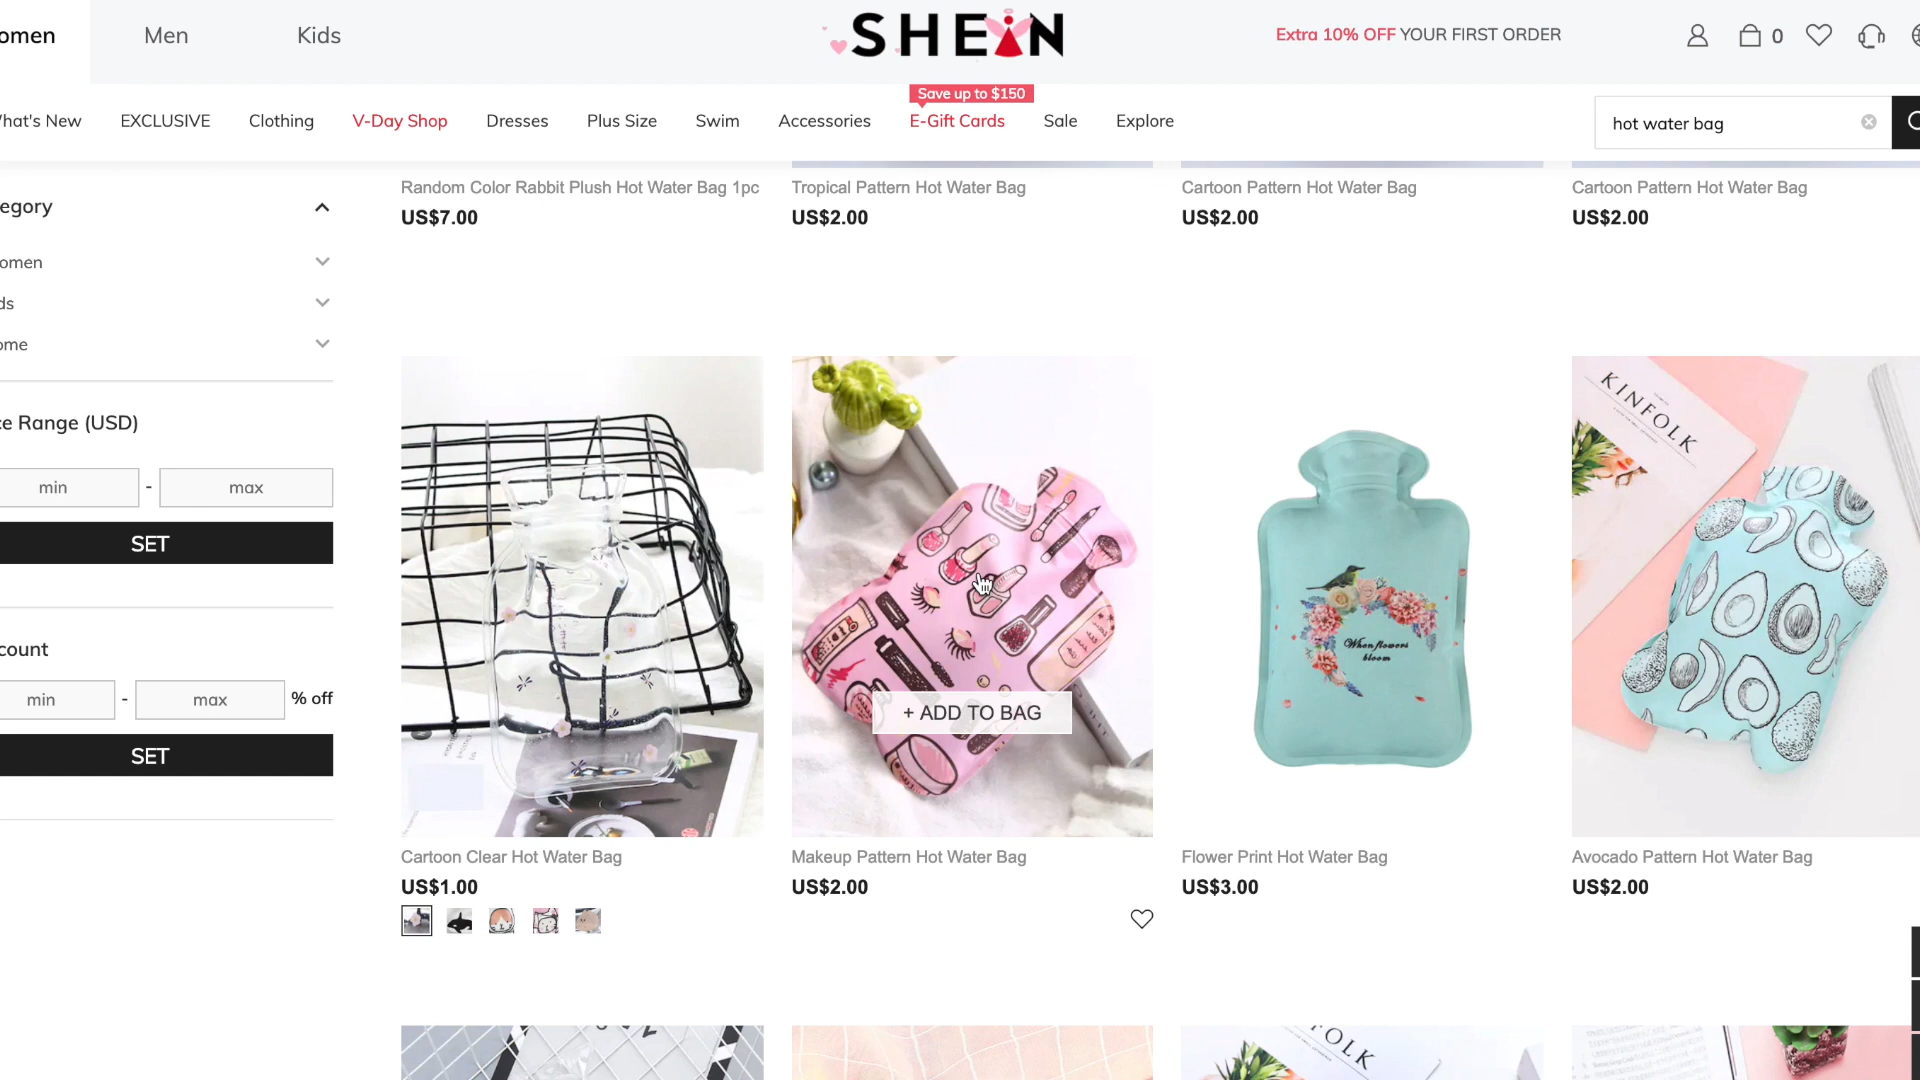 omen
Men
Kids
SHEIN
Extra 10% OFF YOUR FIRST ORDER
0
hat's New
EXCLUSIVE
Clothing
V-Day Shop
Dresses
Plus Size
Swim
Accessories
Save up to $150
E-Gift Cards
Sale
Explore
hot water bag
egory
omen
ds
ome
ce Range (USD)
min - max
SET
count
min - max % off
SET
Random Color Rabbit Plush Hot Water Bag 1pc
US$7.00
Tropical Pattern Hot Water Bag
US$2.00
Cartoon Pattern Hot Water Bag
US$2.00
Cartoon Pattern Hot Water Bag
US$2.00
+ ADD TO BAG
When flowers
bloom
KINFOLK
Cartoon Clear Hot Water Bag
US$1.00
Makeup Pattern Hot Water Bag
US$2.00
Flower Print Hot Water Bag
US$3.00
Avocado Pattern Hot Water Bag
US$2.00
FOLK